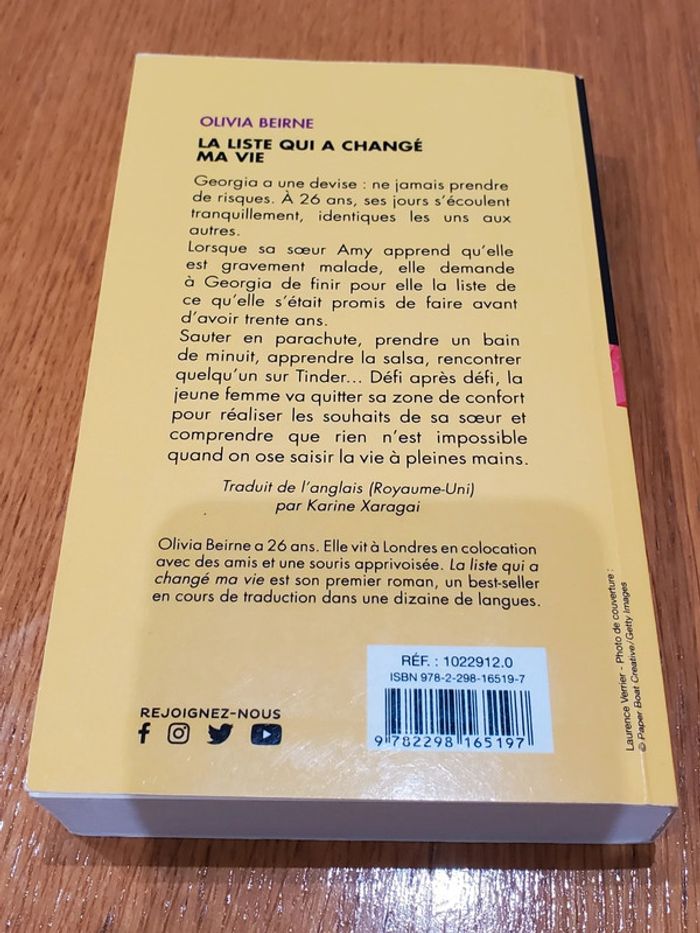 OLIVIA BEIRNE
LA LISTE QUI A CHANGÉ
MA VIE
Georgia a une devise : ne jamais prendre
de risques. À 26 ans, ses jours s'écoulent
tranquillement, identiques les uns aux
autres.
Lorsque sa sœur Amy apprend qu'elle
est gravement malade, elle demande
à Georgia de finir pour elle la liste de
ce qu'elle s'était promis de faire avant
d'avoir trente ans.
Sauter en parachute, prendre un bain
de minuit, apprendre la salsa, rencontrer
quelqu'un sur Tinder... Défi après défi, la
jeune femme va quitter sa zone de confort
pour réaliser les souhaits de sa sœur et
comprendre que rien n'est impossible
quand on ose saisir la vie à pleines mains.
Traduit de l'anglais (Royaume-Uni)
par Karine Xaragai
Olivia Beirne a 26 ans. Elle vit à Londres en colocation
avec des amis et une souris apprivoisée. La liste qui a
changé ma vie est son premier roman, un best-seller
en cours de traduction dans une dizaine de langues.
REJOIGNEZ-NOUS
RÉF. : 1022912.0
ISBN 978-2-298-16519-7
9 782298 165197
Laurence Verrier - Photo de couverture :
© Paper Boat Creative/Getty Images